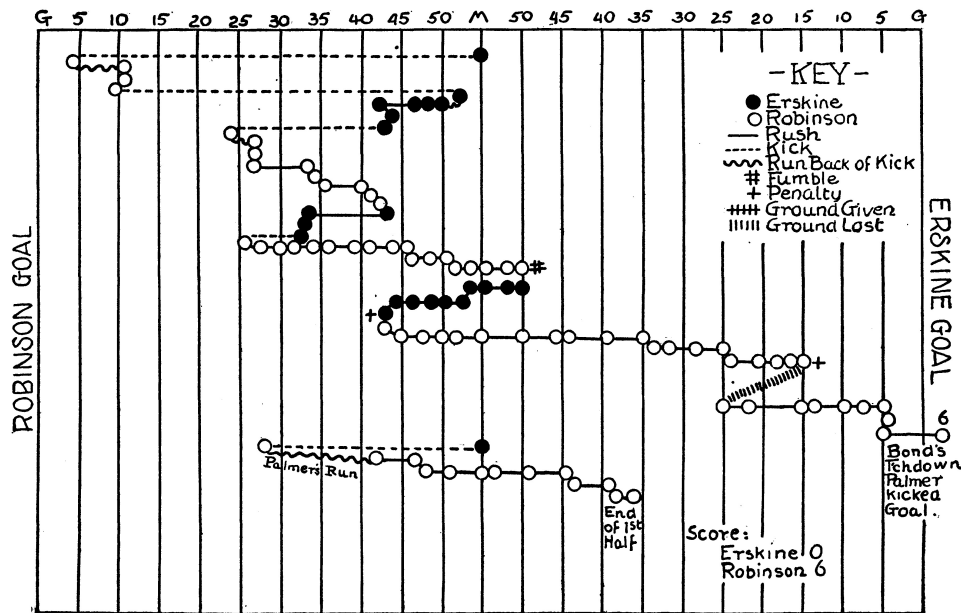 G 5 10 15 20 25 30 35 40 45 50 M 50 40 35 30 25 20 15 10 5 G
-KEY-
Erskine
Robinson
Rush
Kick
Run Back of Kick
# Fumble
+ Penalty
Ground Given
Ground Lost
ROBINSON GOAL
ERSKINE GOAL
#
+
+
6
Palmer's Run
End
of 1st
Half
Bond's
Tchdown
Palmer
Kicked
Goal.
Score:
Erskine 0
Robinson 6